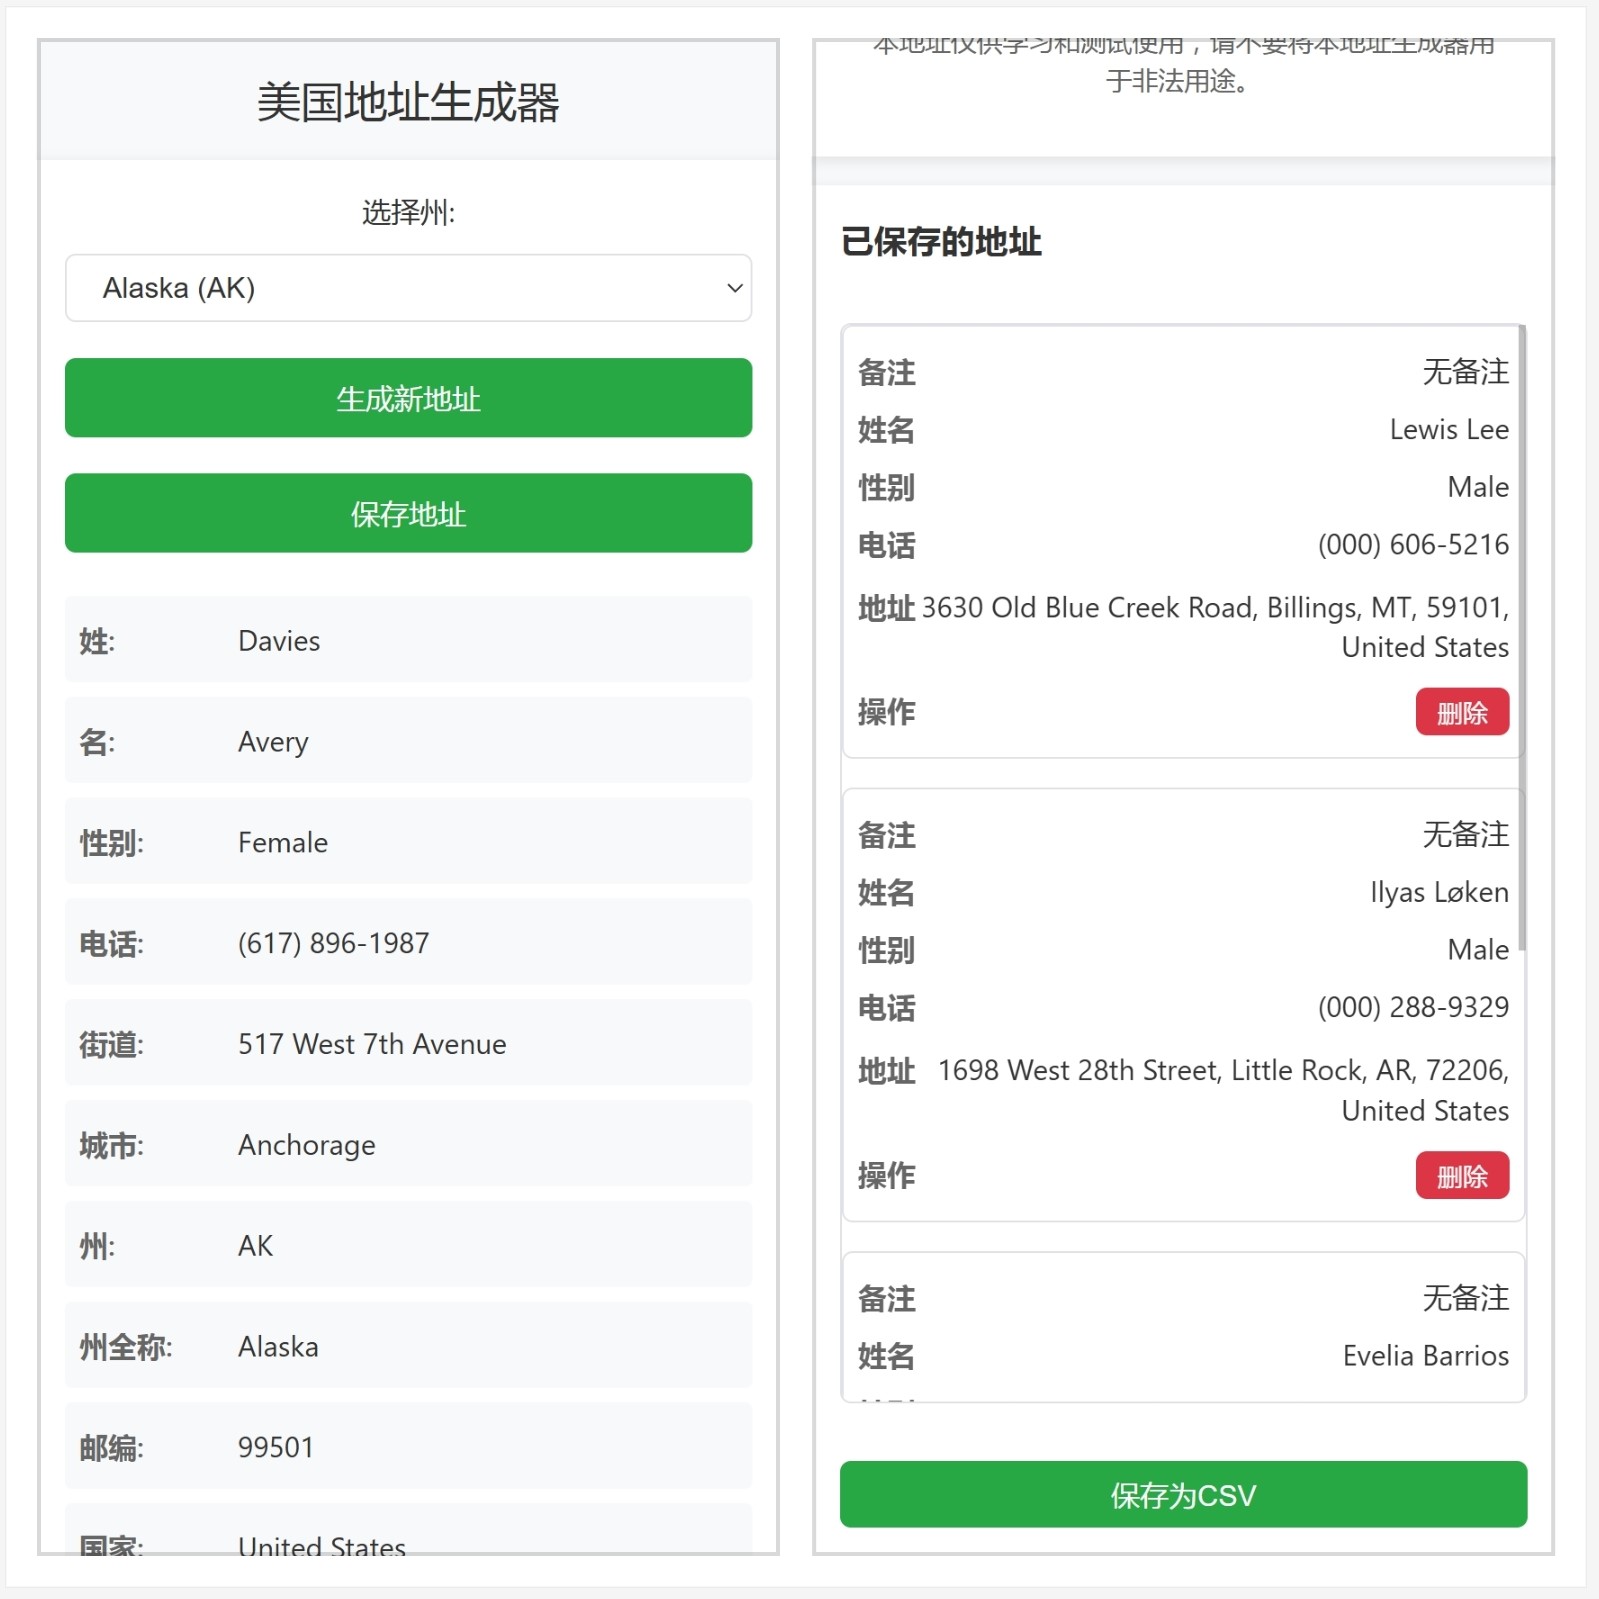 美国地址生成器
选择州:
Alaska (AK)
生成新地址
保存地址
姓: Davies
名: Avery
性别: Female
电话: (617) 896-1987
街道: 517 West 7th Avenue
城市: Anchorage
州: AK
州全称: Alaska
邮编: 99501
国家: United States
本地址仅供学习和测试使用，请不要将本地址生成器用
于非法用途。
已保存的地址
备注 无备注
姓名 Lewis Lee
性别 Male
电话 (000) 606-5216
地址 3630 Old Blue Creek Road, Billings, MT, 59101,
United States
操作 删除
备注 无备注
姓名 Ilyas Løken
性别 Male
电话 (000) 288-9329
地址 1698 West 28th Street, Little Rock, AR, 72206,
United States
操作 删除
备注 无备注
姓名 Evelia Barrios
保存为CSV